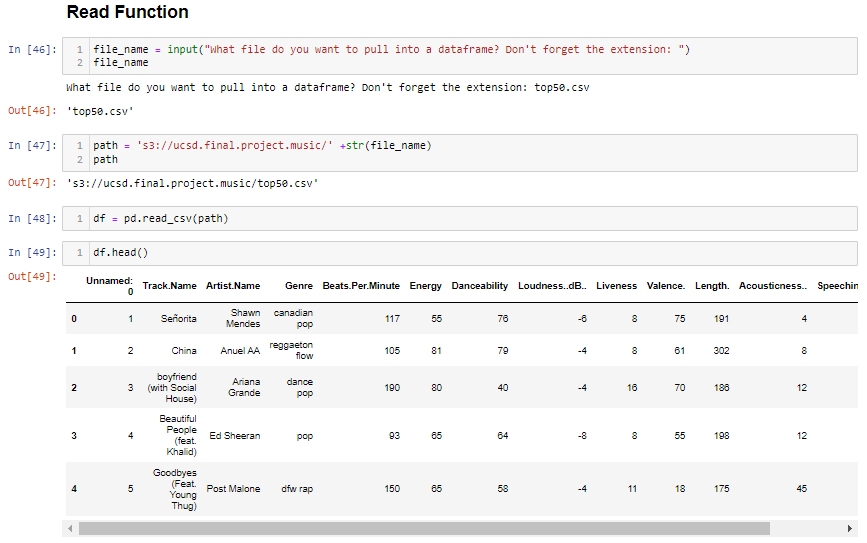 Read Function
In [46]: 1 file_name = input("What file do you want to pull into a dataframe? Don't forget the extension: ")
2 file_name
What file do you want to pull into a dataframe? Don't forget the extension: top50.csv
Out[46]: 'top50.csv'
In [47]: 1 path = 's3://ucsd.final.project.music/' +str(file_name)
2 path
Out[47]: 's3://ucsd.final.project.music/top50.csv'
In [48]: 1 df = pd.read_csv(path)
In [49]: 1 df.head()
Out[49]:
Unnamed: 0 Track.Name Artist.Name Genre Beats.Per.Minute Energy Danceability Loudness..dB.. Liveness Valence. Length. Acousticness.. Speechin
0 1 Señorita Shawn Mendes canadian pop 117 55 76 -6 8 75 191 4
1 2 China Anuel AA reggaeton flow 105 81 79 -4 8 61 302 8
2 3 boyfriend (with Social House) Ariana Grande dance pop 190 80 40 -4 16 70 186 12
3 4 Beautiful People (feat. Khalid) Ed Sheeran pop 93 65 64 -8 8 55 198 12
4 5 Goodbyes (Feat. Young Thug) Post Malone dfw rap 150 65 58 -4 11 18 175 45